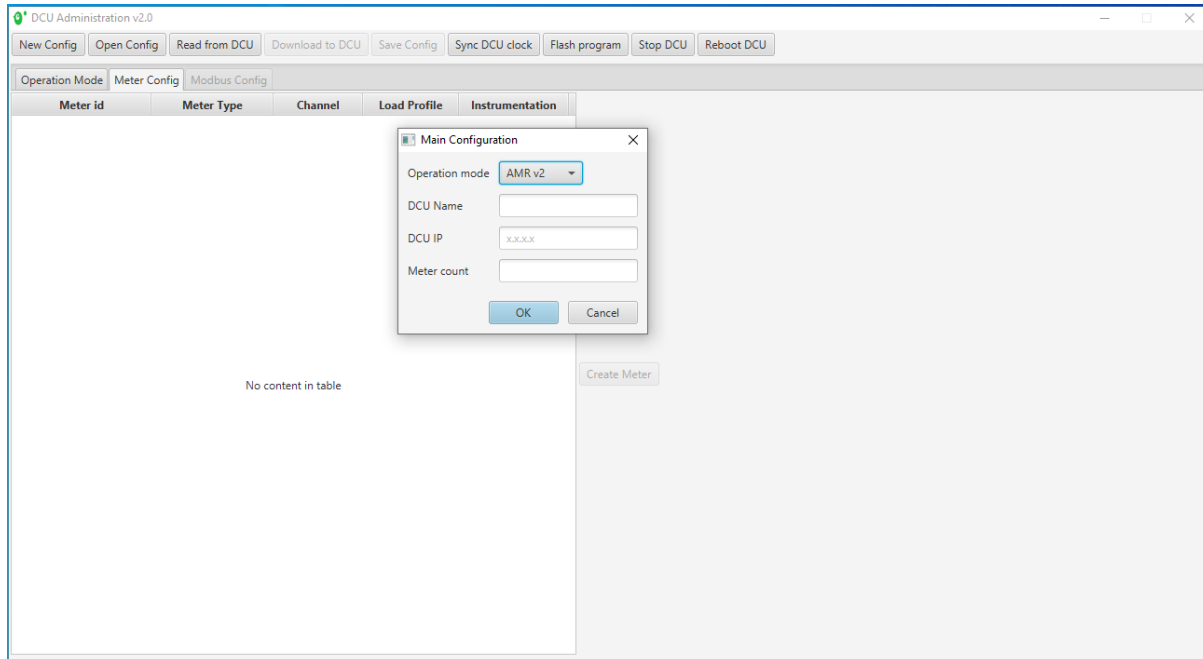 DCU Administration v2.0
New Config Open Config Read from DCU Download to DCU Save Config Sync DCU clock Flash program Stop DCU Reboot DCU
Operation Mode Meter Config Modbus Config
Meter id Meter Type Channel Load Profile Instrumentation
Main Configuration
Operation mode AMR v2
DCU Name
DCU IP x.x.x.x
Meter count
OK Cancel
Create Meter
No content in table